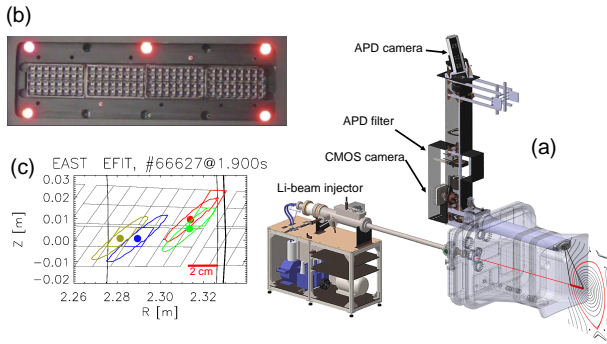 (b)
APD camera
APD filter
CMOS camera
(a)
Li-beam injector
(c)
EAST EFIT, #66627@1.900s
Z [m]
0.03
0.02
0.01
0.00
-0.01
-0.02
2 cm
2.26 2.28 2.30 2.32
R [m]